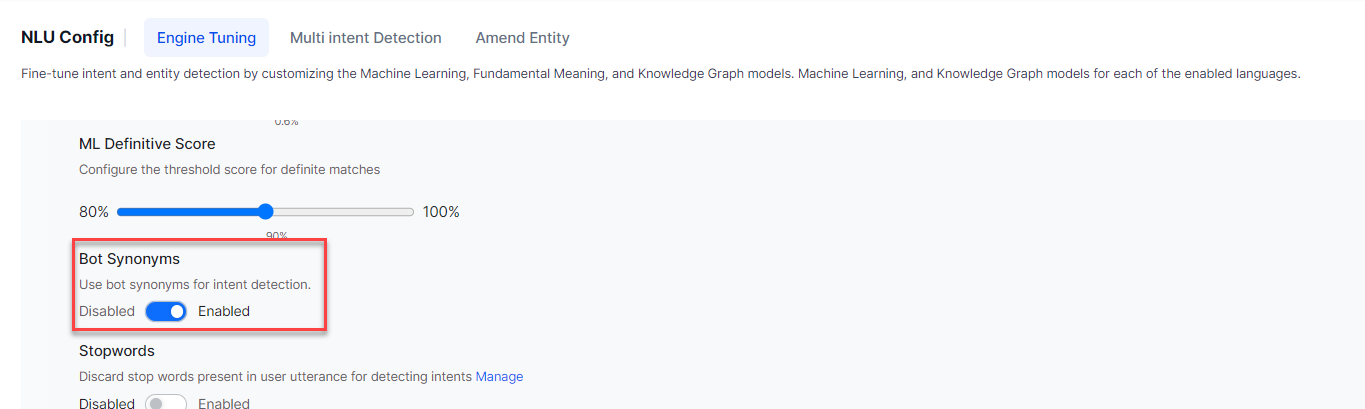 NLU Config Engine Tuning Multi intent Detection Amend Entity
Fine-tune intent and entity detection by customizing the Machine Learning, Fundamental Meaning, and Knowledge Graph models. Machine Learning, and Knowledge Graph models for each of the enabled languages.
0.6%
ML Definitive Score
Configure the threshold score for definite matches
80% 100%
90%
Bot Synonyms
Use bot synonyms for intent detection.
Disabled Enabled
Stopwords
Discard stop words present in user utterance for detecting intents Manage
Disabled Enabled